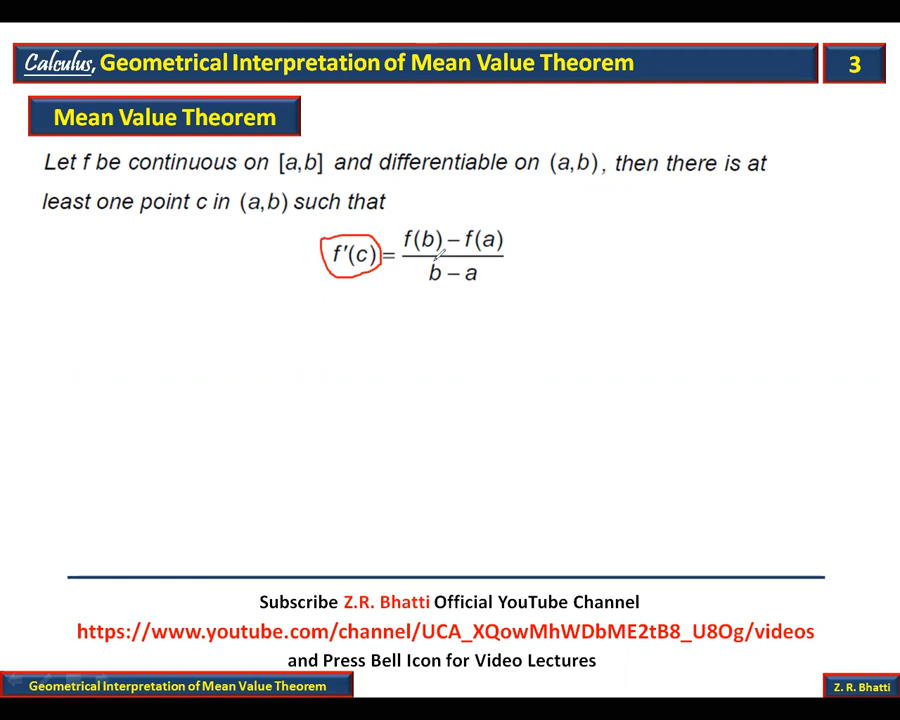 Calculus, Geometrical Interpretation of Mean Value Theorem
3
Mean Value Theorem
Let f be continuous on [a,b] and differentiable on (a,b), then there is at
least one point c in (a,b) such that
f'(c) = f(b) – f(a) / b – a
Subscribe Z.R. Bhatti Official YouTube Channel
https://www.youtube.com/channel/UCA_XQowMhWDbME2tB8_U8Og/videos
and Press Bell Icon for Video Lectures
Geometrical Interpretation of Mean Value Theorem
Z. R. Bhatti